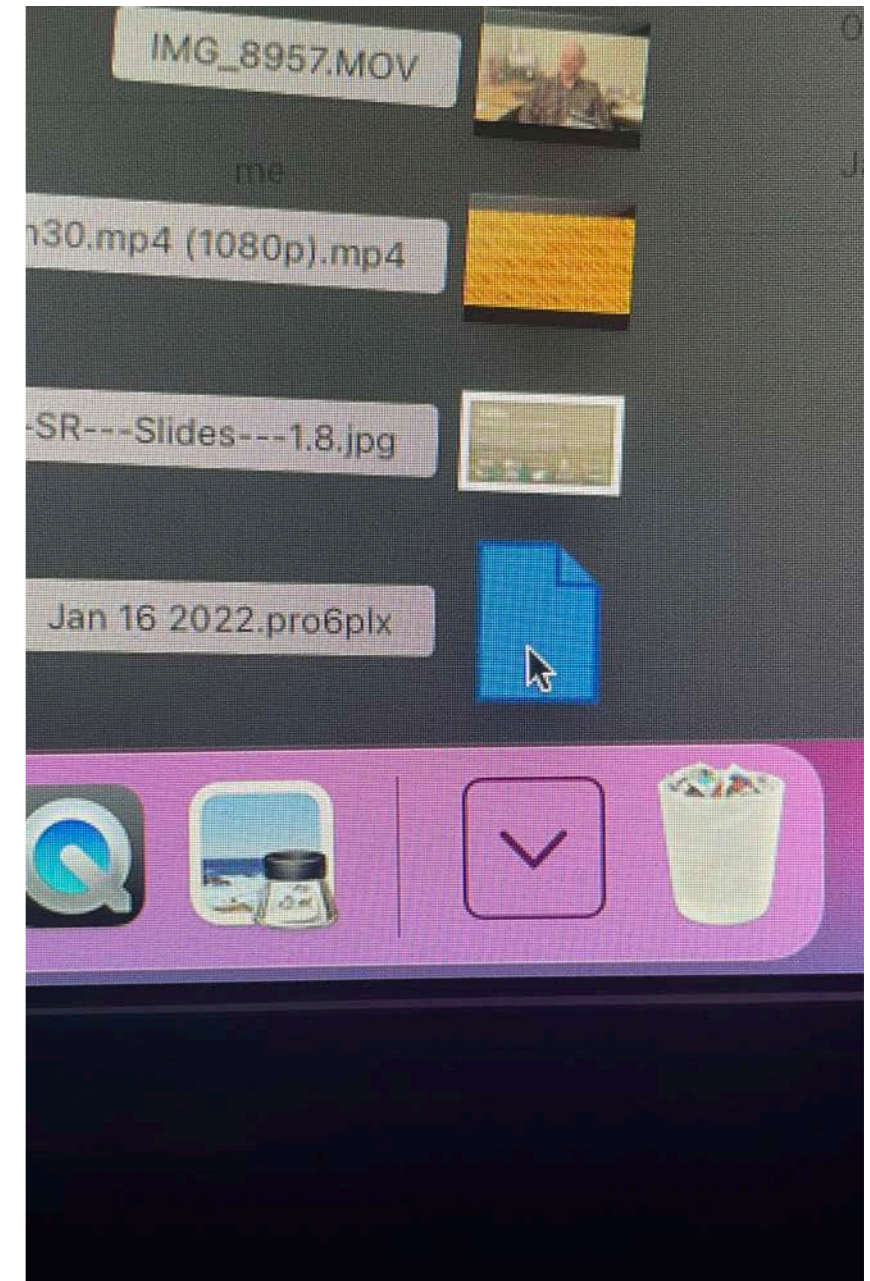 IMG_8957.MOV
me
30.mp4 (1080p).mp4
-SR---Slides---1.8.jpg
Jan 16 2022.pro6plx